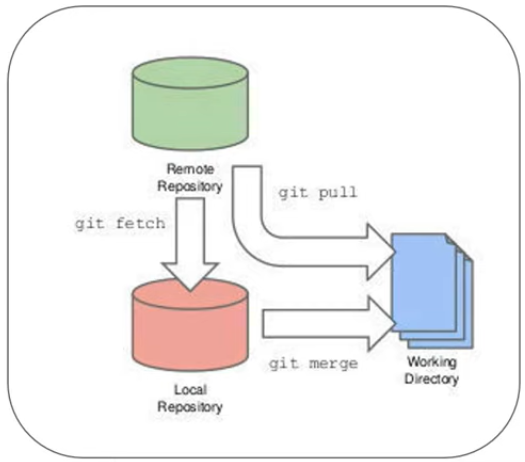 Remote
Repository
git pull
git fetch
git merge
Working
Directory
Local
Repository